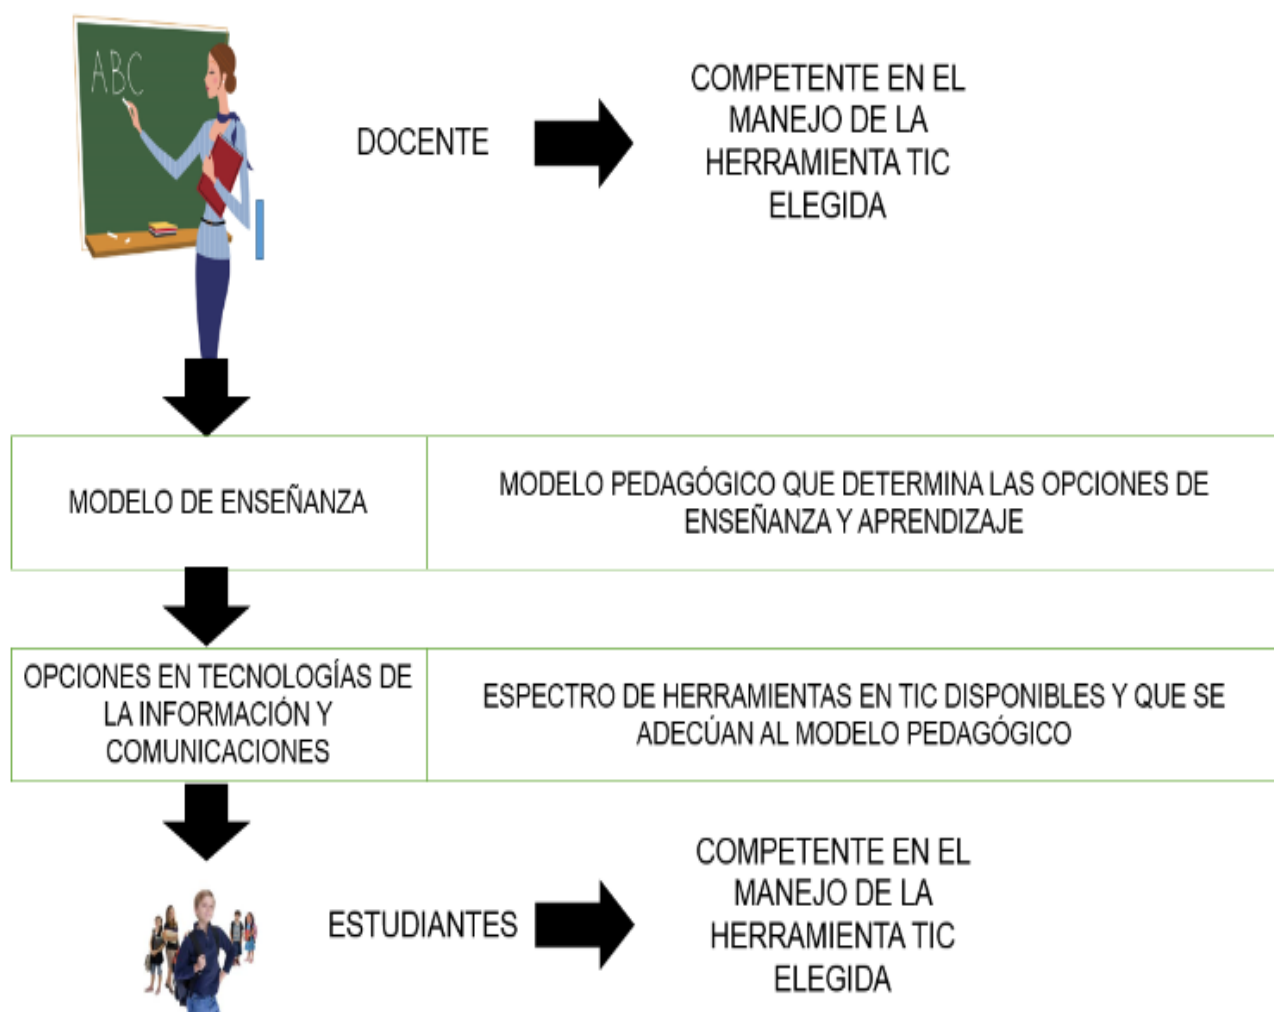 ABC
DOCENTE
COMPETENTE EN EL
MANEJO DE LA
HERRAMIENTA TIC
ELEGIDA
MODELO DE ENSEÑANZA
MODELO PEDAGÓGICO QUE DETERMINA LAS OPCIONES DE
ENSEÑANZA Y APRENDIZAJE
OPCIONES EN TECNOLOGÍAS DE
LA INFORMACIÓN Y
COMUNICACIONES
ESPECTRO DE HERRAMIENTAS EN TIC DISPONIBLES Y QUE SE
ADECÚAN AL MODELO PEDAGÓGICO
ESTUDIANTES
COMPETENTE EN EL
MANEJO DE LA
HERRAMIENTA TIC
ELEGIDA